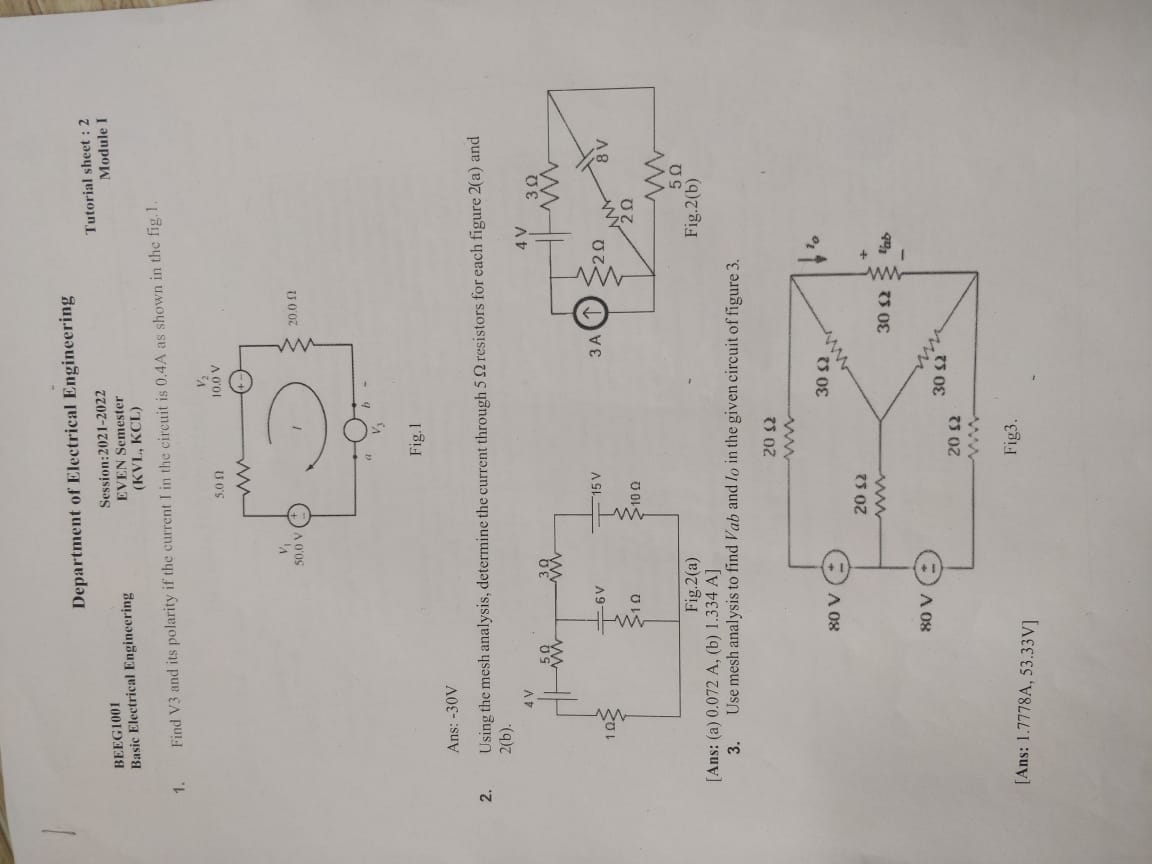 Department of Electrical Engineering
BEEG1001
Basic Electrical Engineering
Session:2021-2022
EVEN Semester
(KVL, KCL)
Tutorial sheet : 2
Module I
1. Find V3 and its polarity if the current I in the circuit is 0.4A as shown in the fig.1.
V2
10.0 V
5.0 Ω
+ -
V1
50.0 V
+
-
I
20.0 Ω
a
b -
V3
Fig.1
Ans: -30V
2. Using the mesh analysis, determine the current through 5 Ω resistors for each figure 2(a) and
2(b).
4 V
5 Ω
3 Ω
6 V
15 V
1 Ω
1 Ω
10 Ω
Fig.2(a)
4 V
3 Ω
3 A
2 Ω
8 V
2 Ω
5 Ω
Fig.2(b)
[Ans: (a) 0.072 A, (b) 1.334 A]
3. Use mesh analysis to find Vab and Io in the given circuit of figure 3.
20 Ω
30 Ω
Io
80 V
+
-
20 Ω
30 Ω
+
Vab
-
80 V
+
-
30 Ω
20 Ω
Fig3.
[Ans: 1.7778A, 53.33V]